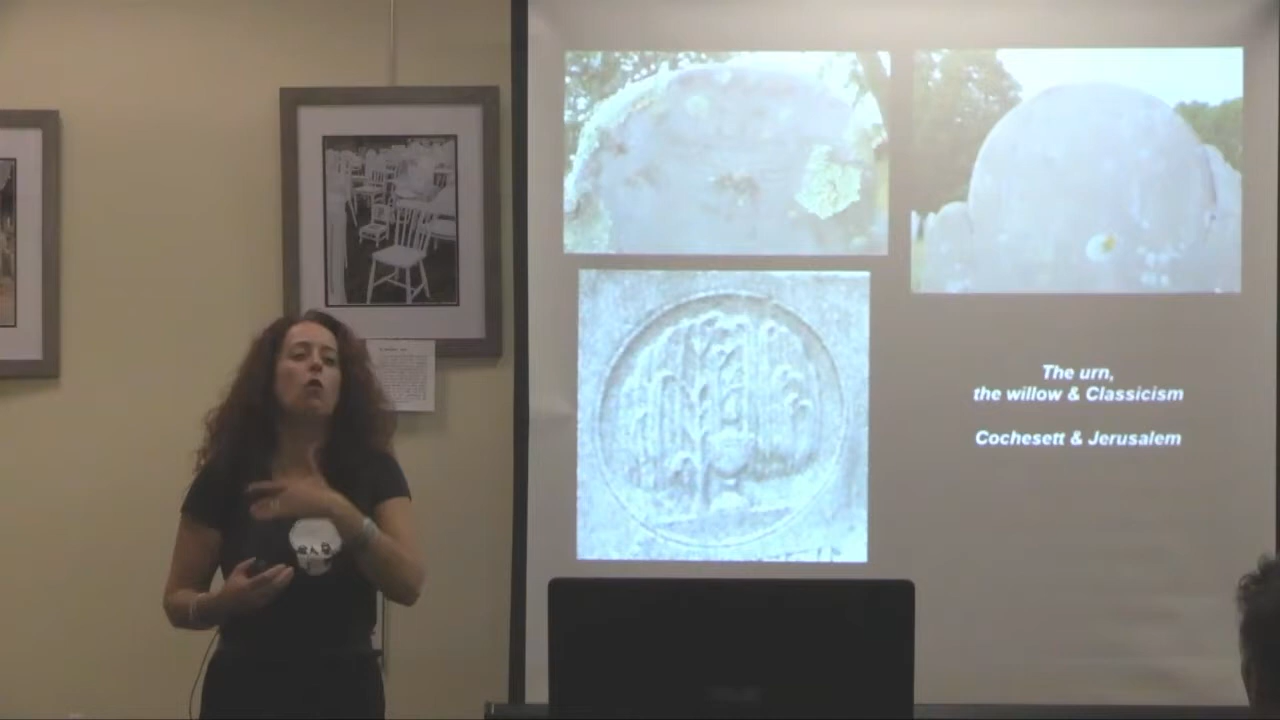 The urn,
the willow & Classicism
Cochesett & Jerusalem